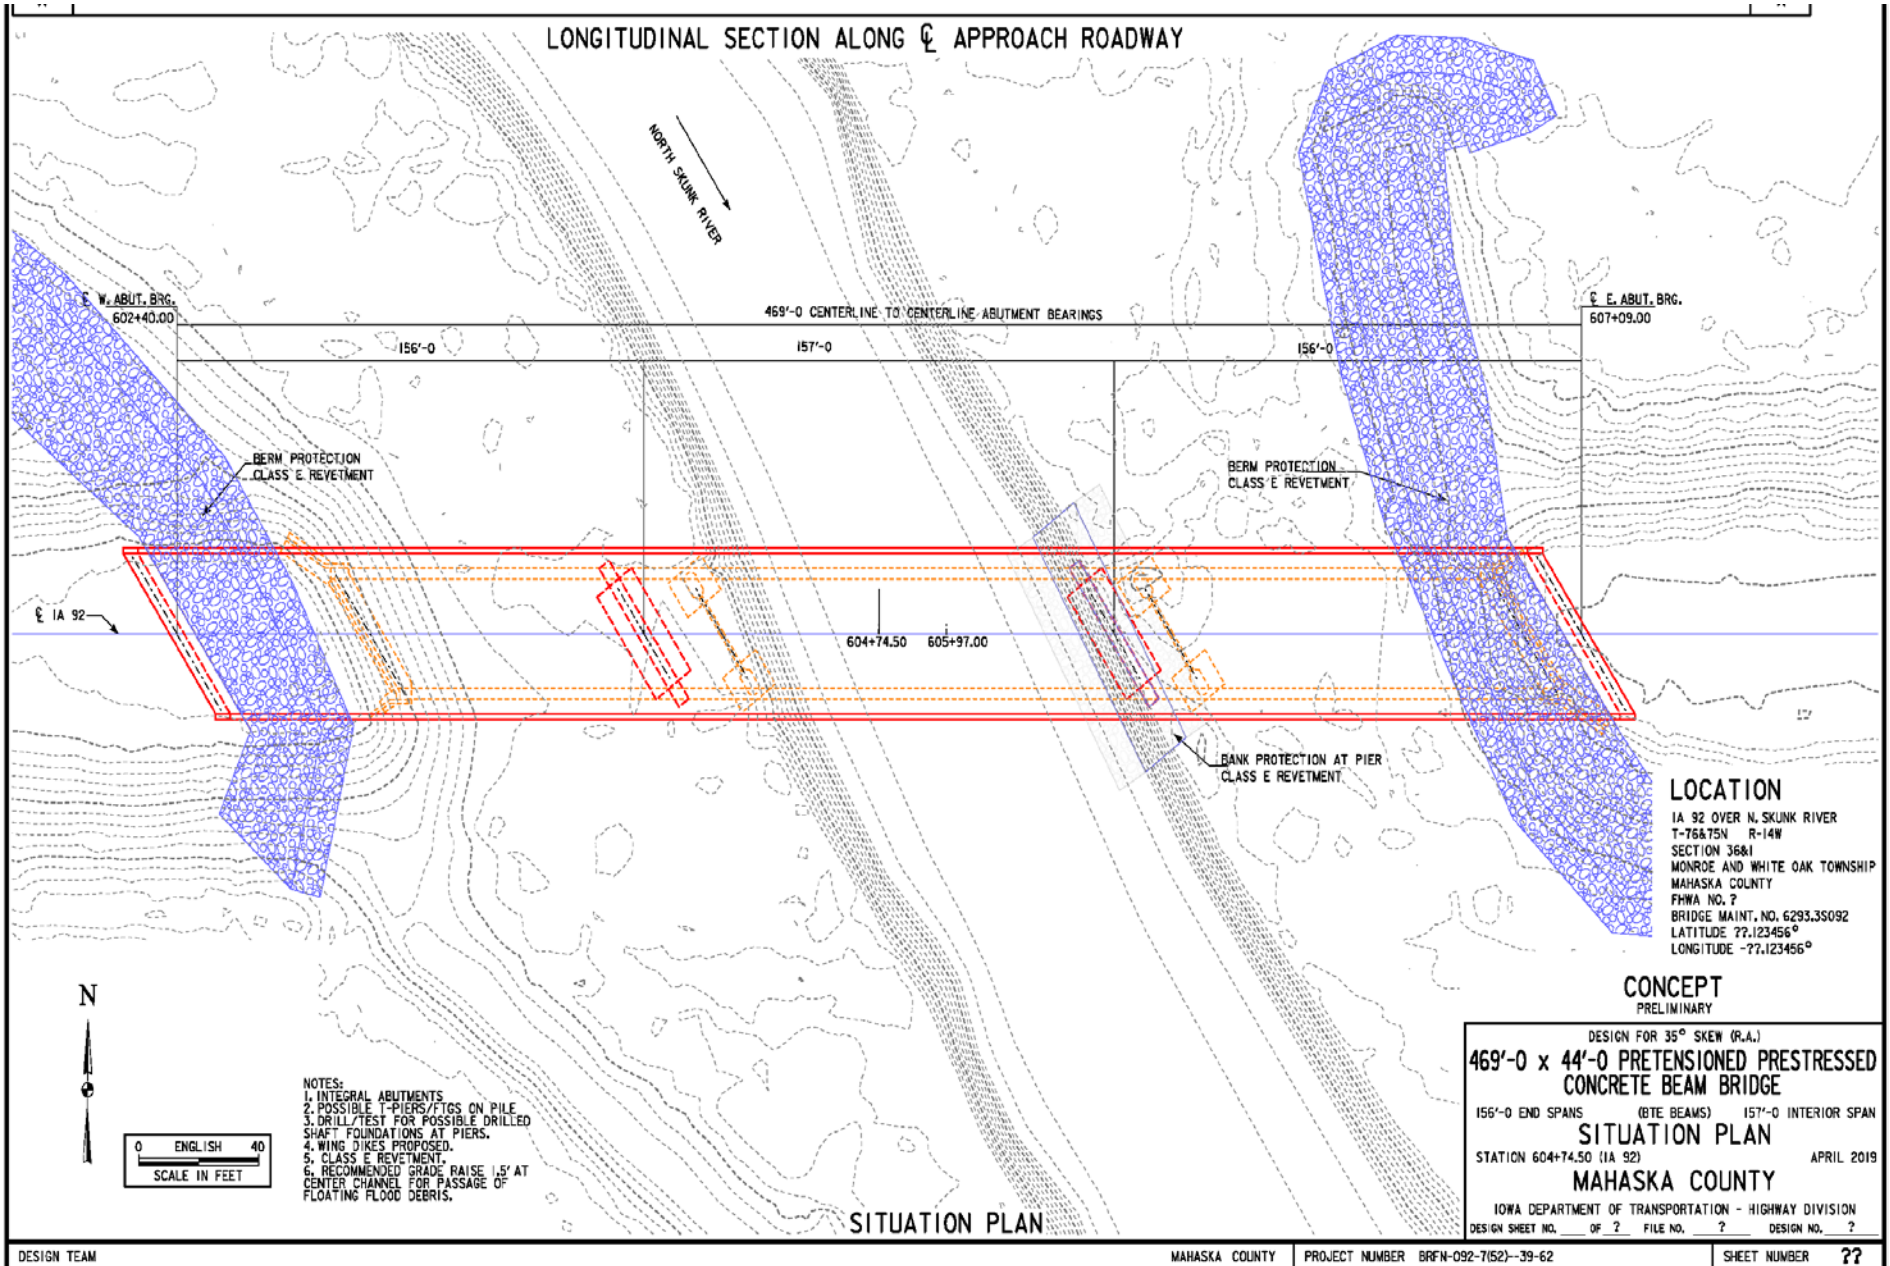 LONGITUDINAL SECTION ALONG ℄ APPROACH ROADWAY
NORTH SKUNK RIVER
℄ W. ABUT. BRG.
602+40.00
469'-0 CENTERLINE TO CENTERLINE ABUTMENT BEARINGS
℄ E. ABUT. BRG.
607+09.00
156'-0
157'-0
156'-0
BERM PROTECTION
CLASS E REVETMENT
BERM PROTECTION
CLASS E REVETMENT
℄ IA 92
604+74.50
605+97.00
BANK PROTECTION AT PIER
CLASS E REVETMENT
LOCATION
IA 92 OVER N. SKUNK RIVER
T-76&75N R-14W
SECTION 36&1
MONROE AND WHITE OAK TOWNSHIP
MAHASKA COUNTY
FHWA NO. ?
BRIDGE MAINT. NO. 6293.3S092
LATITUDE ??.123456°
LONGITUDE -??.123456°
CONCEPT
PRELIMINARY
N
0 ENGLISH 40
SCALE IN FEET
NOTES:
1. INTEGRAL ABUTMENTS
2. POSSIBLE T-PIERS/FTGS ON PILE
3. DRILL/TEST FOR POSSIBLE DRILLED
SHAFT FOUNDATIONS AT PIERS.
4. WING DIKES PROPOSED.
5. CLASS E REVETMENT.
6. RECOMMENDED GRADE RAISE 1.5' AT
CENTER CHANNEL FOR PASSAGE OF
FLOATING FLOOD DEBRIS.
SITUATION PLAN
DESIGN FOR 35° SKEW (R.A.)
469'-0 x 44'-0 PRETENSIONED PRESTRESSED
CONCRETE BEAM BRIDGE
156'-0 END SPANS (BTE BEAMS) 157'-0 INTERIOR SPAN
SITUATION PLAN
STATION 604+74.50 (IA 92) APRIL 2019
MAHASKA COUNTY
IOWA DEPARTMENT OF TRANSPORTATION - HIGHWAY DIVISION
DESIGN SHEET NO. ____ OF ? FILE NO. ? DESIGN NO. ?
DESIGN TEAM
MAHASKA COUNTY
PROJECT NUMBER BRFN-092-7(52)--39-62
SHEET NUMBER ??